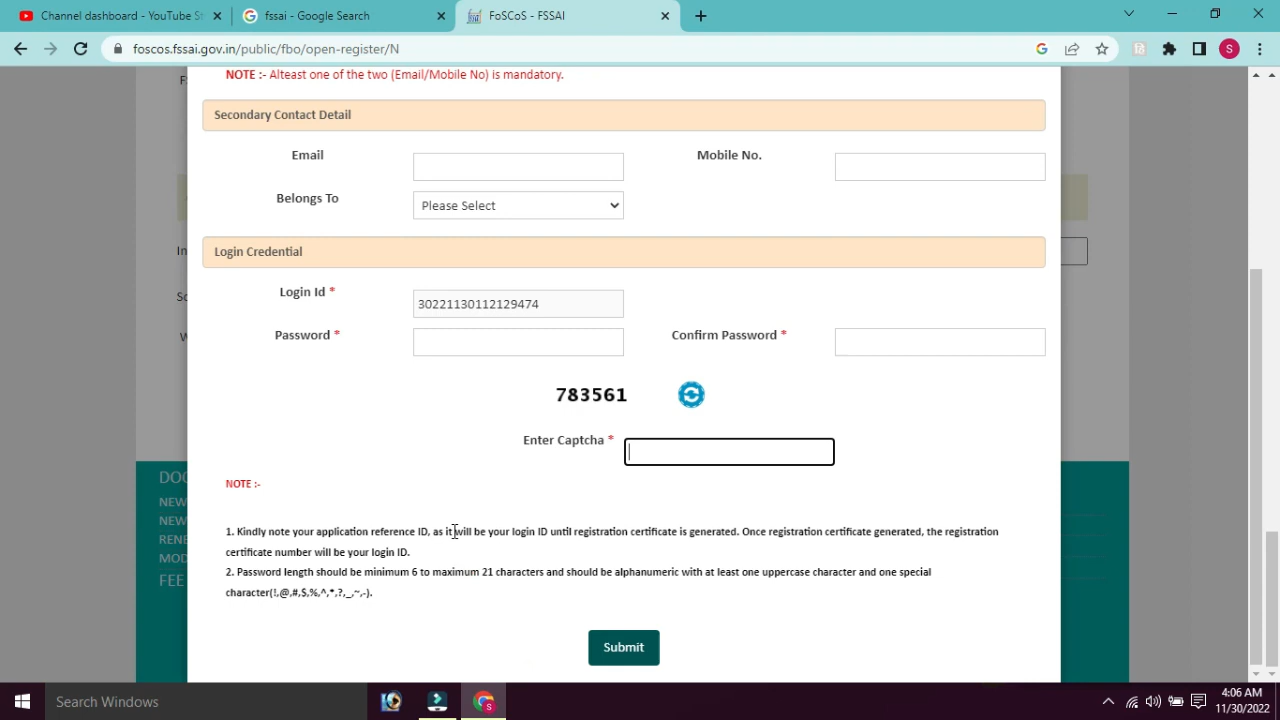 Channel dashboard - YouTube St
fssai contact - Google Search
FoSCoS - FSSAI
foscos.fssai.gov.in/public/fbo/open-register/N
S
NOTE :- Alteast one of the two (Email/Mobile No) is mandatory.
Secondary Contact Detail
Email
Mobile No.
Belongs To
Please Select
Login Credential
Login Id *
30221130112129474
Password *
Confirm Password *
783561
Enter Captcha *
NOTE :-
1. Kindly note your application reference ID, as it will be your login ID until registration certificate is generated. Once registration certificate generated, the registration
certificate number will be your login ID.
2. Password length should be minimum 6 to maximum 21 characters and should be alphanumeric with at least one uppercase character and one special
character(!,@,#,$,%,^,*,?,_,~,-).
Submit
DOC
NEW
NEW
RENE
MOD
FEE
Search Windows
4:06 AM
11/30/2022